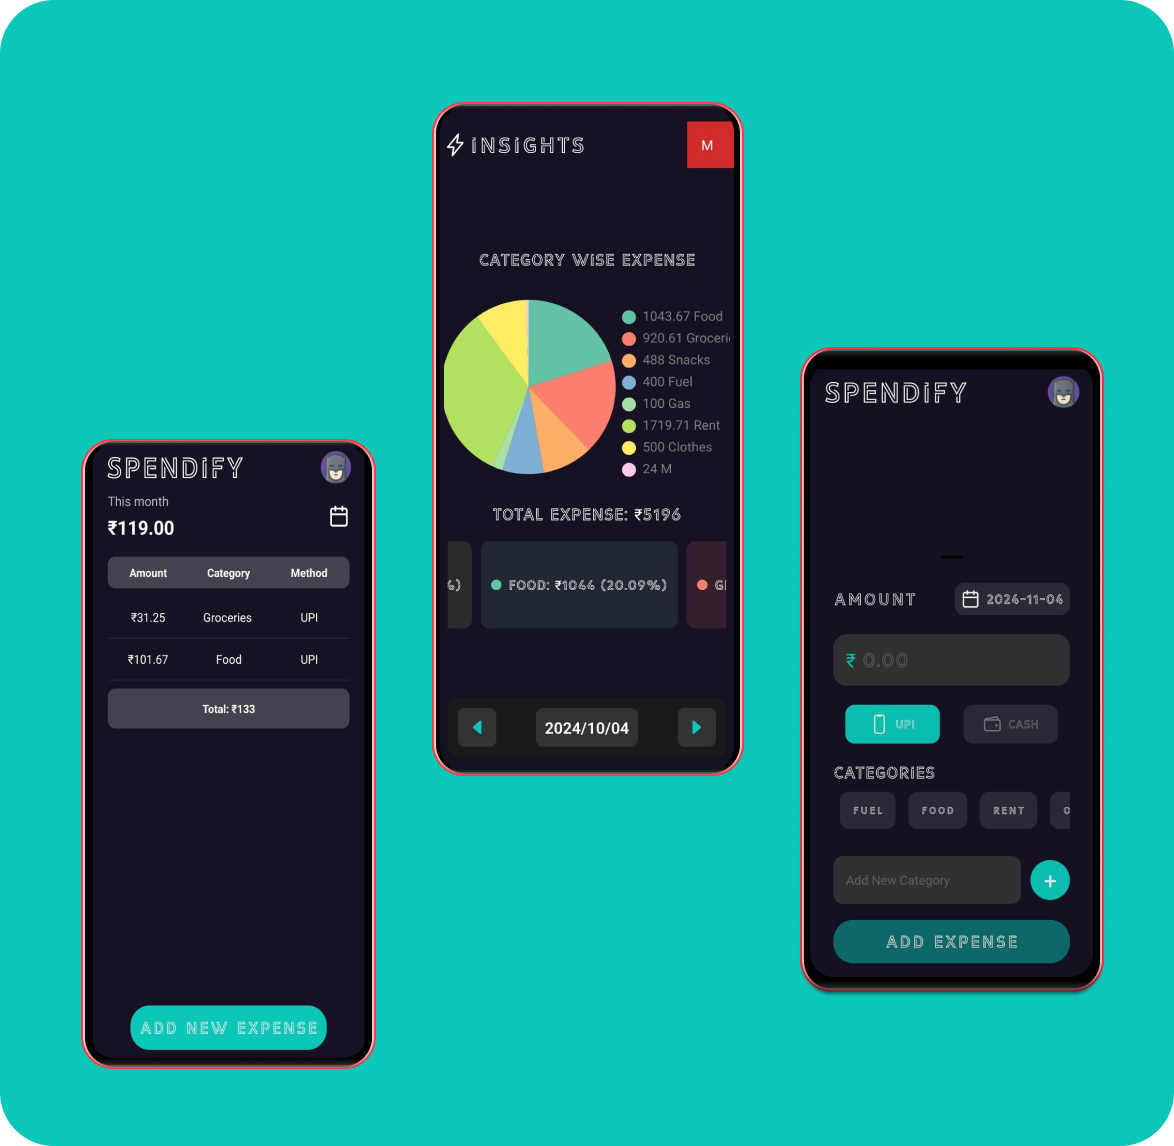 SPENDiFY
This month
₹119.00
Amount Category Method
₹31.25 Groceries UPI
₹101.67 Food UPI
Total: ₹133
ADD NEW EXPENSE
iNSiGHTS
M
CATEGORY WiSE EXPENSE
1043.67 Food
920.61 Groceri
488 Snacks
400 Fuel
100 Gas
1719.71 Rent
500 Clothes
24 M
TOTAL EXPENSE: ₹5196
FOOD: ₹1044 (20.09%)
2024/10/04
SPENDiFY
AMOUNT 2024-11-04
₹ 0.00
UPi CASH
CATEGORiES
FUEL FOOD RENT
Add New Category +
ADD EXPENSE